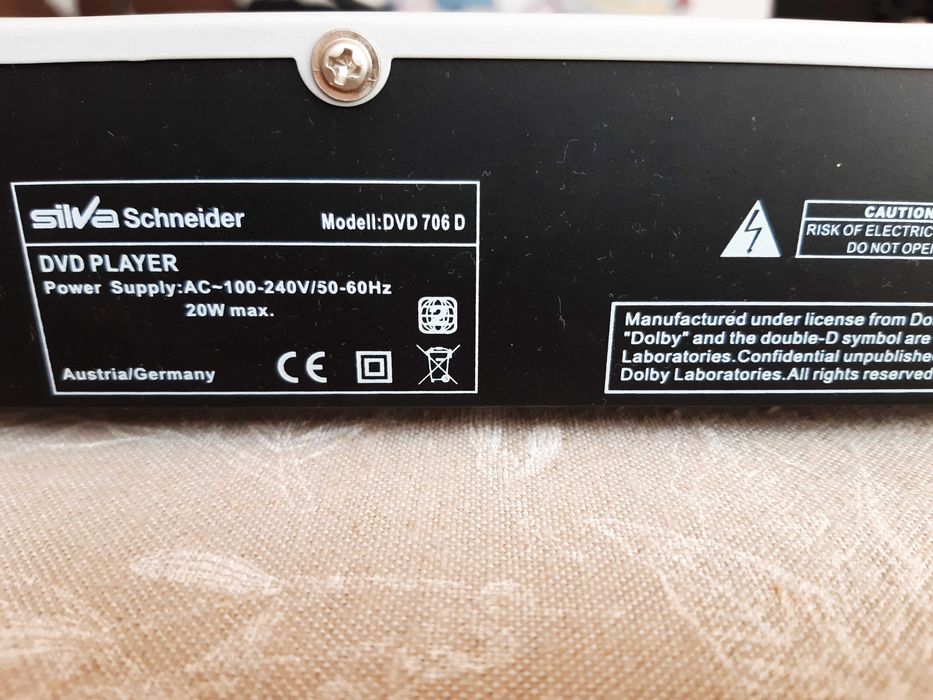 silva Schneider Modell:DVD 706 D
DVD PLAYER
Power Supply:AC~100-240V/50-60Hz
20W max.
2
Austria/Germany CE
CAUTION
RISK OF ELECTRIC
DO NOT OPE
Manufactured under license from Do
"Dolby" and the double-D symbol are
Laboratories.Confidential unpublishe
Dolby Laboratories.All rights reserved